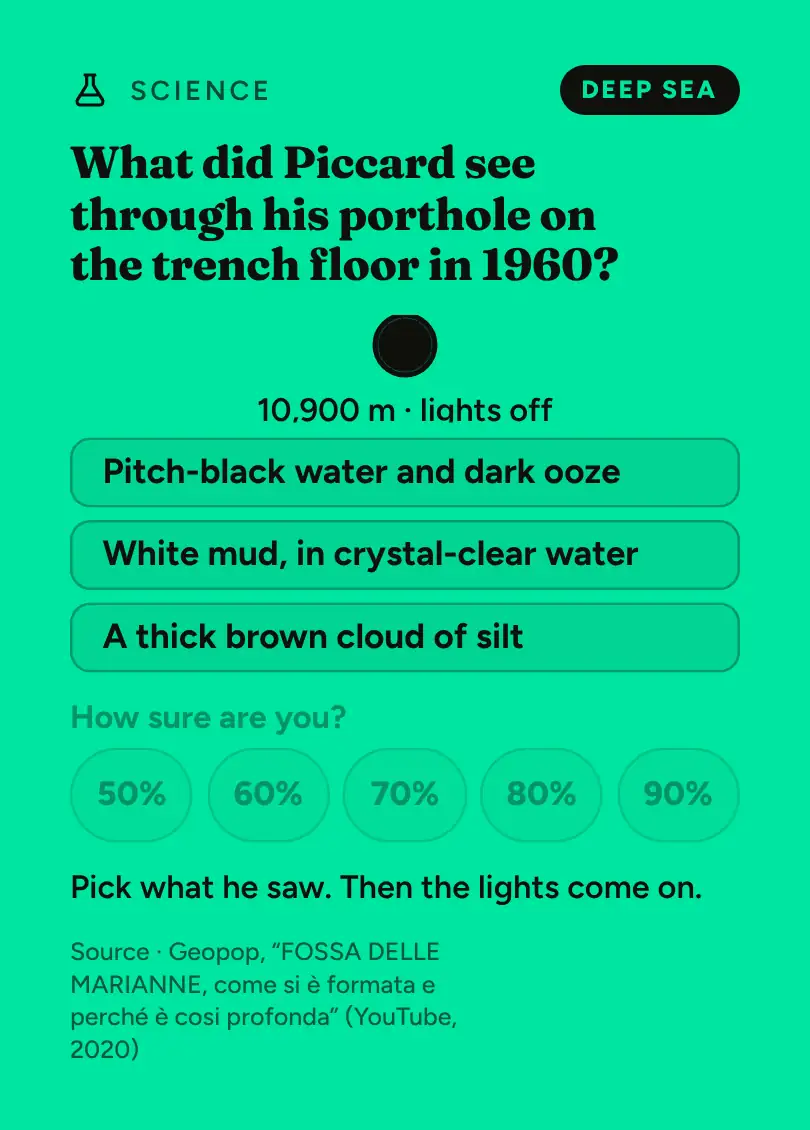 SCIENCE
DEEP SEA
What did Piccard see
through his porthole on
the trench floor in 1960?
10,900 m · lights off
Pitch-black water and dark ooze
White mud, in crystal-clear water
A thick brown cloud of silt
How sure are you?
50% 60% 70% 80% 90%
Pick what he saw. Then the lights come on.
Source · Geopop, “FOSSA DELLE
MARIANNE, come si è formata e
perché è cosi profonda” (YouTube,
2020)